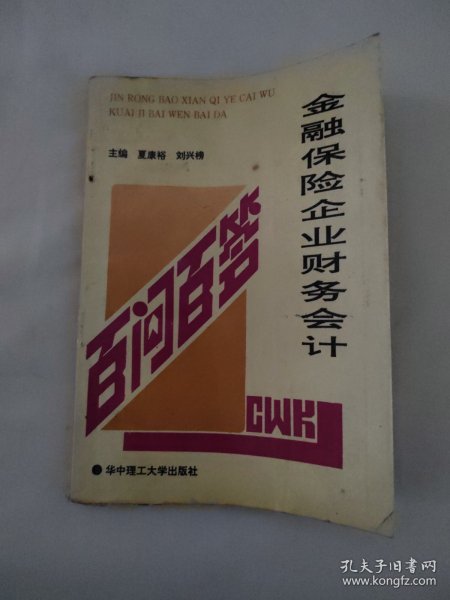 JIN RONG BAO XIAN QI YE CAI WU
KUAI JI BAI WEN BAI DA
主编 夏康裕 刘兴榜
金融保险企业财务会计
百问百答
CWK
华中理工大学出版社
孔夫子旧书网
www.kongfz.com